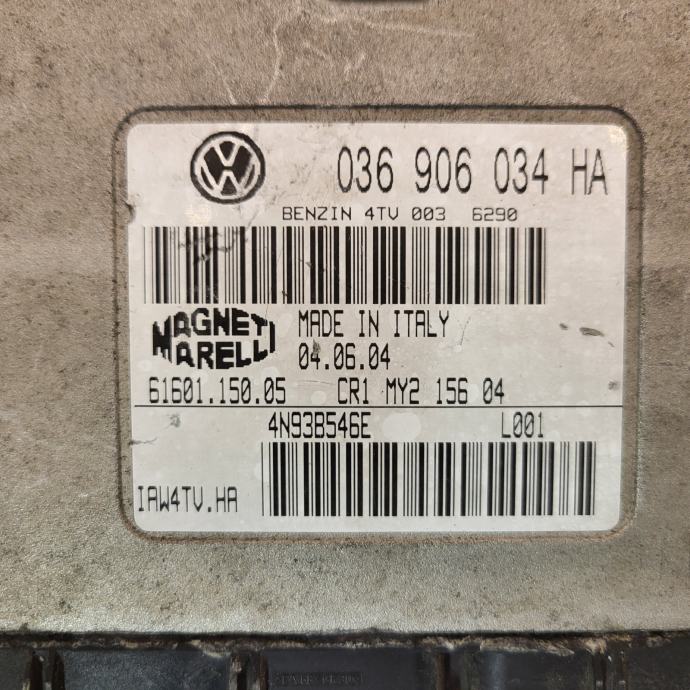 036 906 034 HA
BENZIN 4TV 003 6290
MAGNETI MARELLI
MADE IN ITALY
04.06.04
61601.150.05 CR1 MY2 156 04
4N93B546E L001
IAW4TV.HA